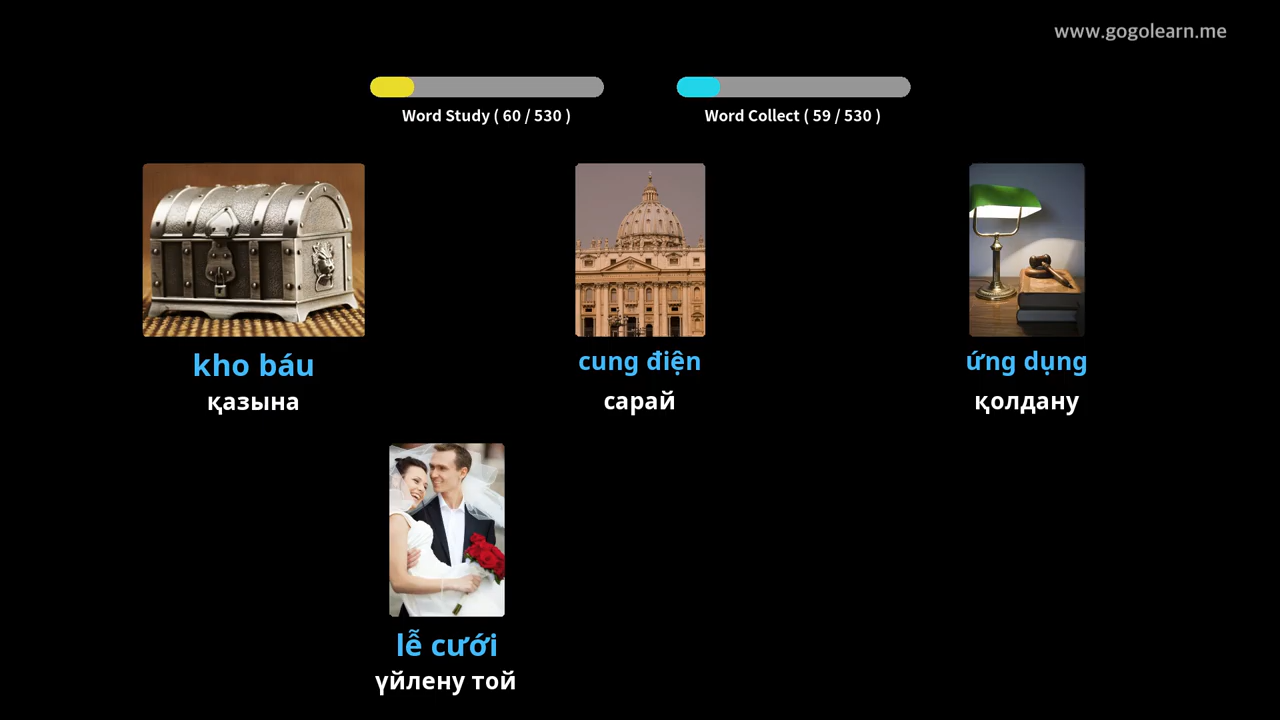 www.gogolearn.me
Word Study ( 60 / 530 )
Word Collect ( 59 / 530 )
kho báu
қазына
cung điện
сарай
ứng dụng
қолдану
lễ cưới
үйлену той